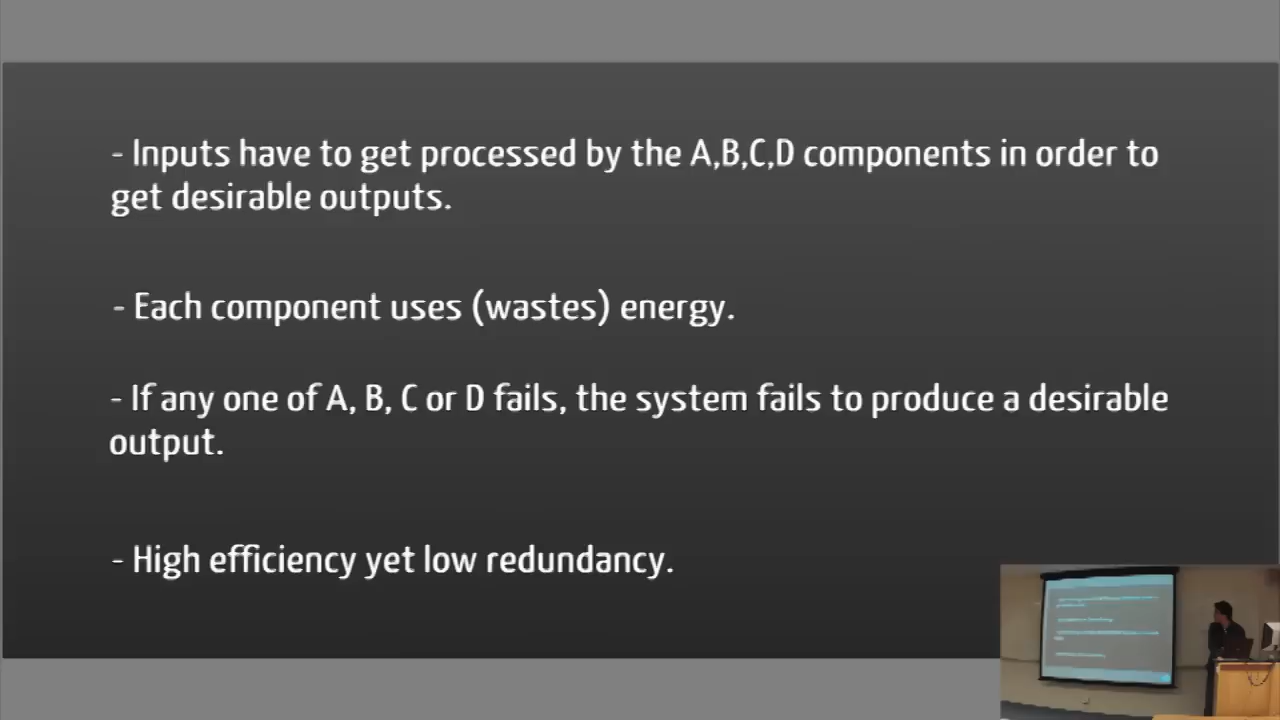 - Inputs have to get processed by the A,B,C,D components in order to
get desirable outputs.
- Each component uses (wastes) energy.
- If any one of A, B, C or D fails, the system fails to produce a desirable
output.
- High efficiency yet low redundancy.